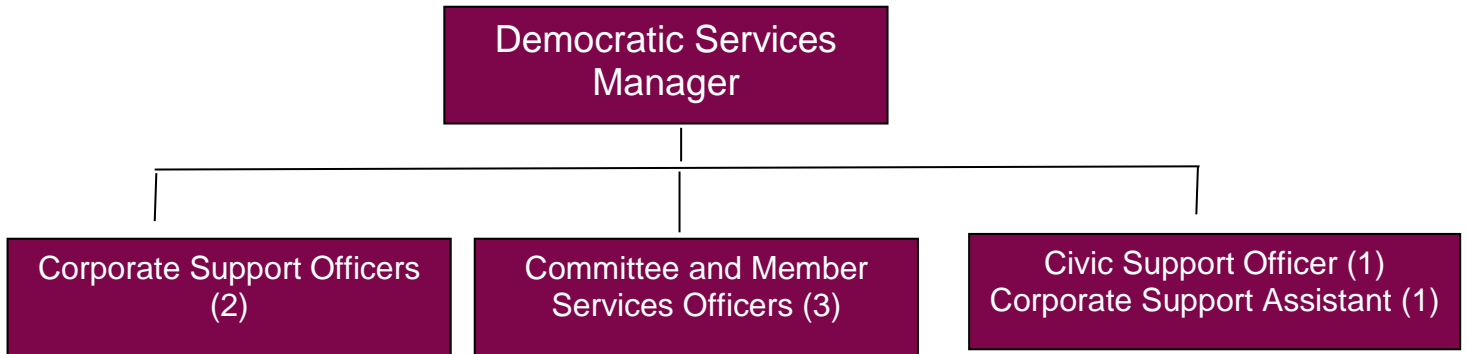 Democratic Services
Manager
Corporate Support Officers
(2)
Committee and Member
Services Officers (3)
Civic Support Officer (1)
Corporate Support Assistant (1)